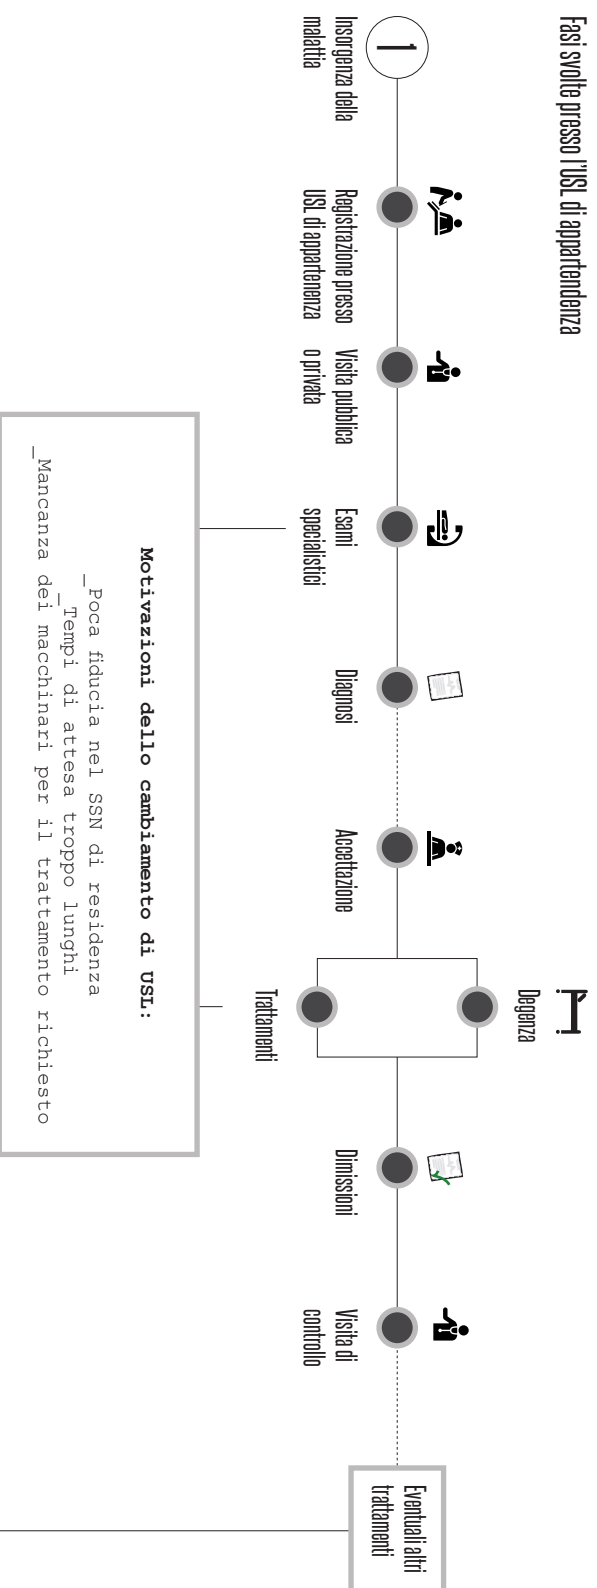 Fasi svolte presso l'USL di appartendenza
1
Insorgenza della
malattia
Registrazione presso
USL di appartenenza
Visita pubblica
o privata
Esami
specialistici
Diagnosi
Accettazione
Degenza
Trattamenti
Dimissioni
Visita di
controllo
Eventuali altri
trattamenti
Motivazioni dello cambiamento di USL:
_Poca fiducia nel SSN di residenza
_Tempi di attesa troppo lunghi
_Mancanza dei macchinari per il trattamento richiesto